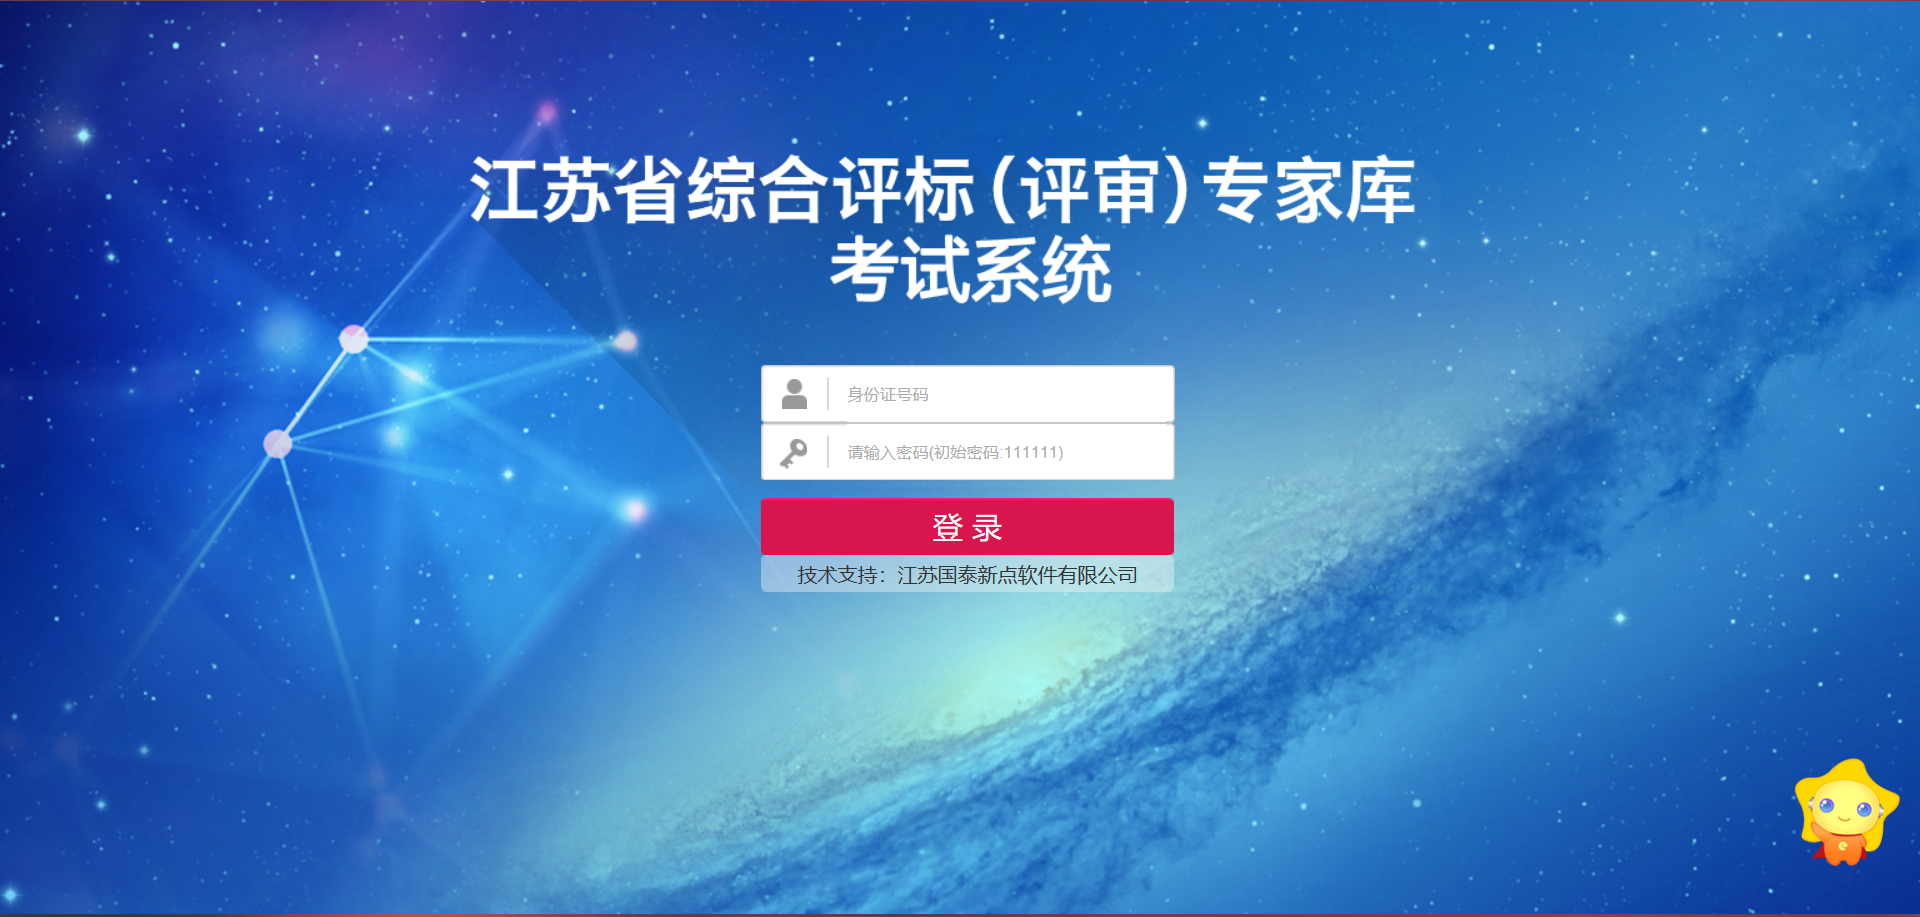 江苏省综合评标(评审)专家库
考试系统
身份证号码
请输入密码(初始密码:111111)
登 录
技术支持：江苏国泰新点软件有限公司